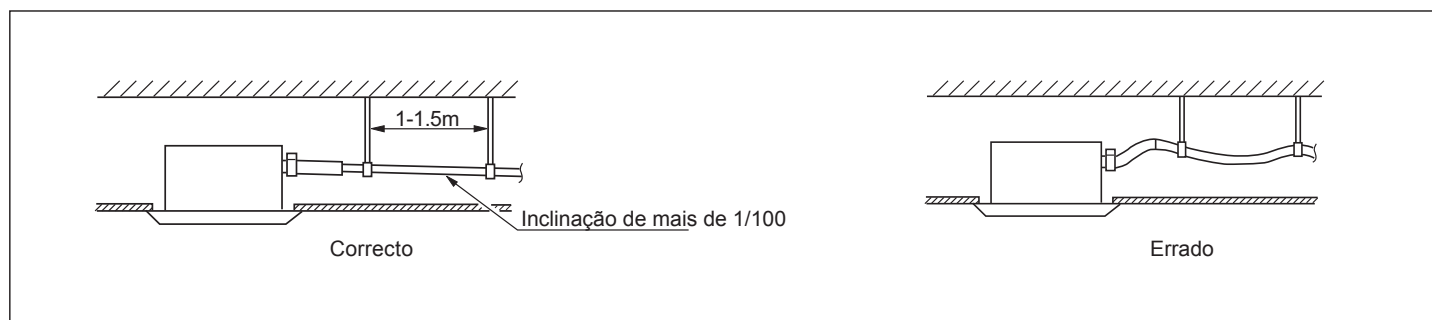 1-1.5m
Inclinação de mais de 1/100
Correcto
Errado